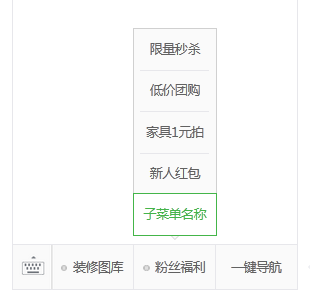 限量秒杀
低价团购
家具1元拍
新人红包
子菜单名称
装修图库
粉丝福利
一键导航